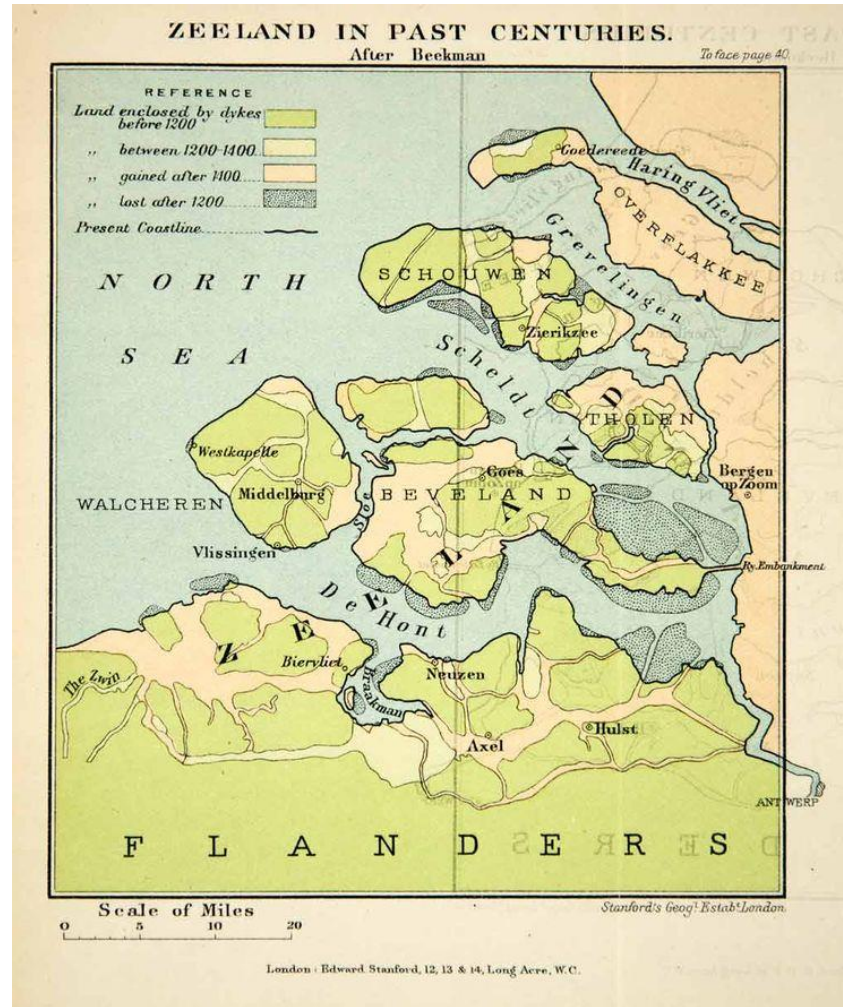 ZEELAND IN PAST CENTURIES.
After Beekman
To face page 40.
REFERENCE
Land enclosed by dykes
before 1200
„ between 1200-1400
„ gained after 1400
„ lost after 1200
Present Coastline
Goedereede
Haring Vliet
OVERFLAKKEE
Grevelingen
NORTH
SEA
SCHOUWEN
Zierikzee
Scheldt
THOLEN
Westkapelle
Goes
Bergen
op Zoom
Middelburg
BEVELAND
WALCHEREN
Sloe
Vlissingen
Ry. Embankment
De Hont
ZEELAND
Biervliet
Neuzen
The Zwin
Braakman
Hulst
Axel
ANTWERP
FLANDERS
Scale of Miles
0 5 10 20
Stanford's Geogl. Estabt. London.
London : Edward Stanford, 12, 13 & 14, Long Acre, W.C.